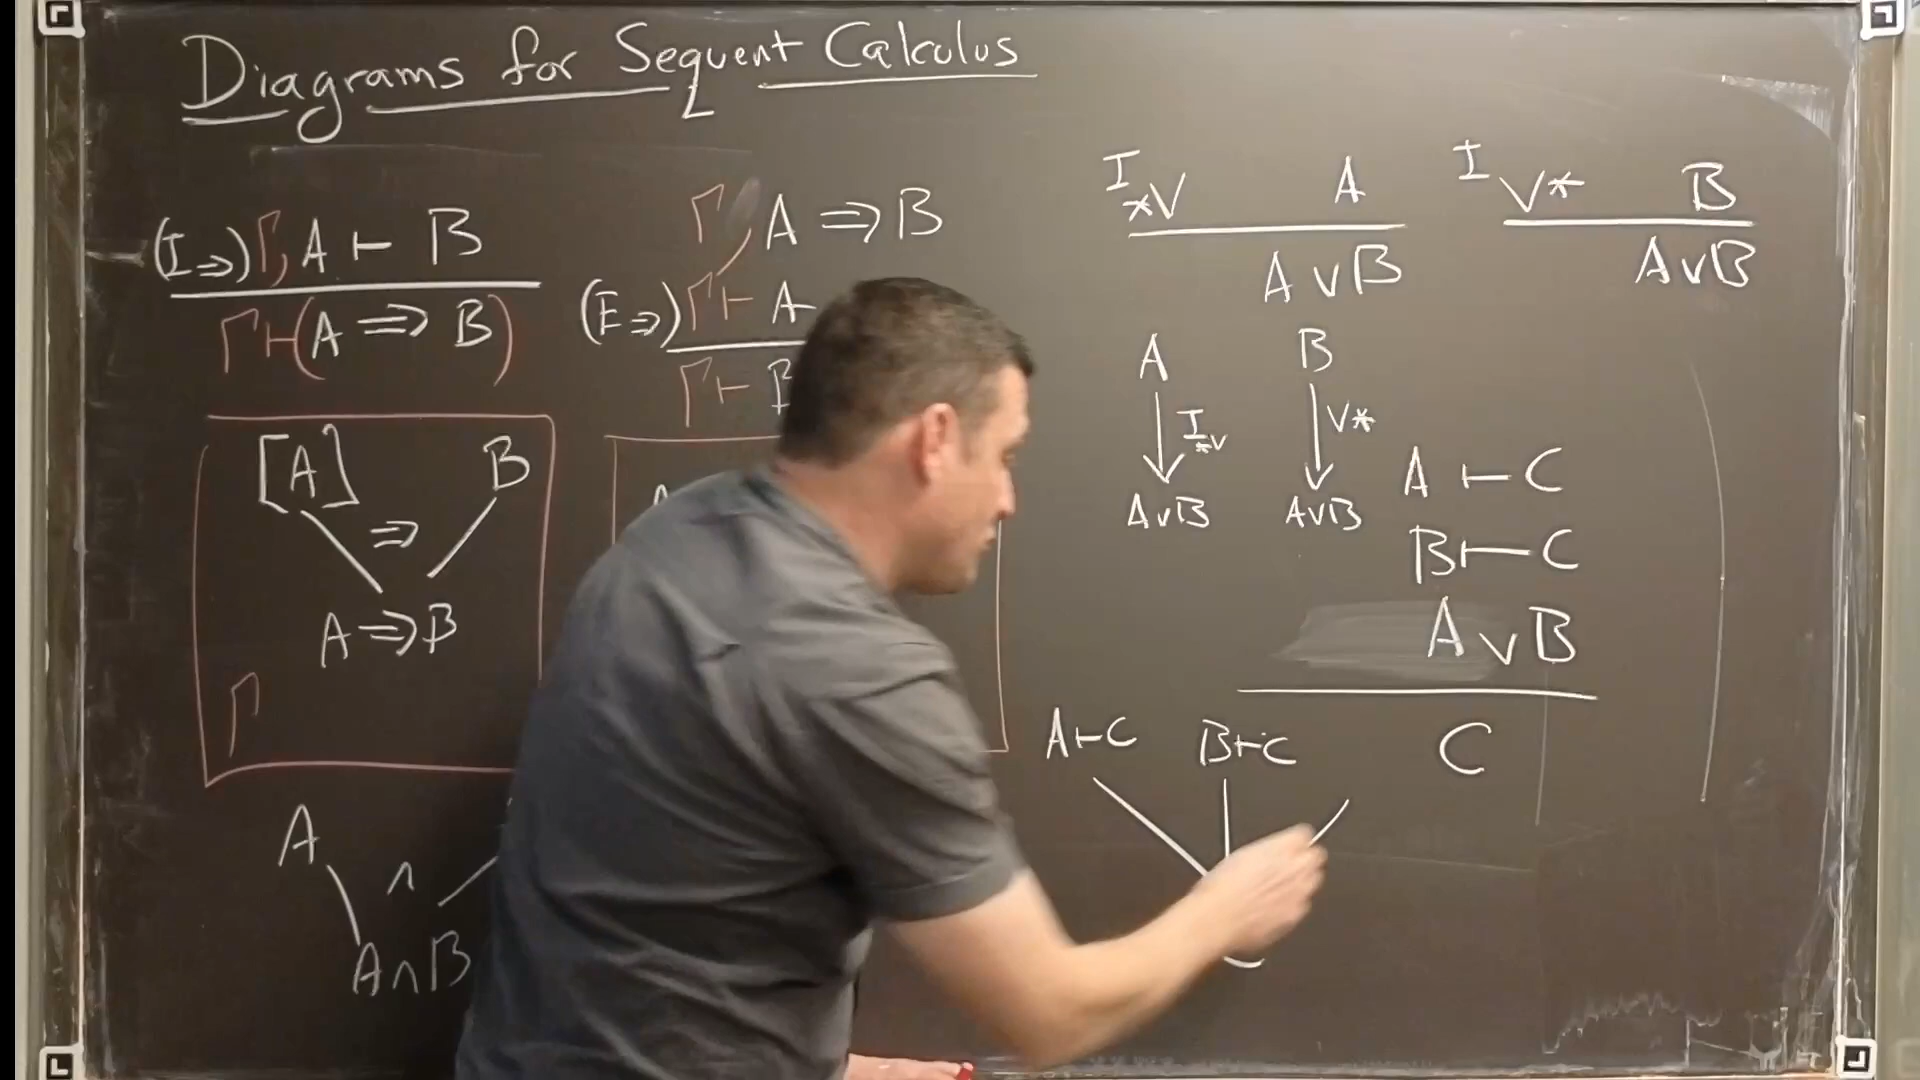 Diagrams for Sequent Calculus
(I⇒) Γ, A ⊢ B
Γ ⊢ (A ⇒ B)
[A] B
⇒
A ⇒ B
Γ
A
∧
A∧B
Γ, A ⇒ B
(E⇒) Γ ⊢ A
Γ ⊢ B
I *∨ A
A∨B
I ∨* B
A∨B
A B
I *∨ ∨*
A∨B A∨B
A ⊢ C
B ⊢ C
A∨B
C
A⊢C B⊢C